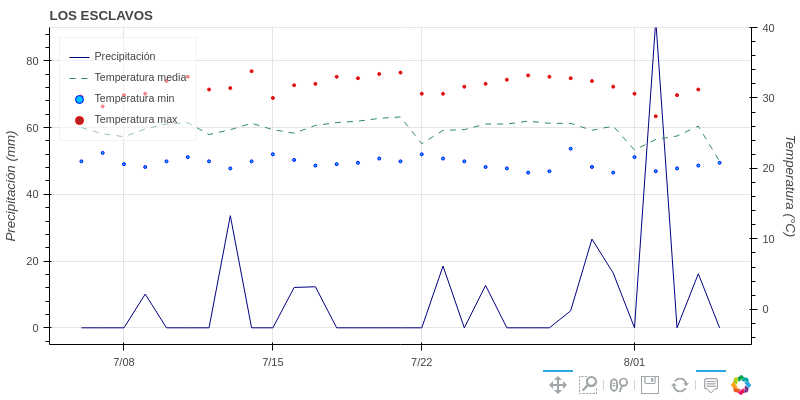 LOS ESCLAVOS
Precipitación
Temperatura media
Temperatura min
Temperatura max
Precipitación (mm)
80
60
40
20
0
Temperatura (°C)
40
30
20
10
0
7/08
7/15
7/22
8/01